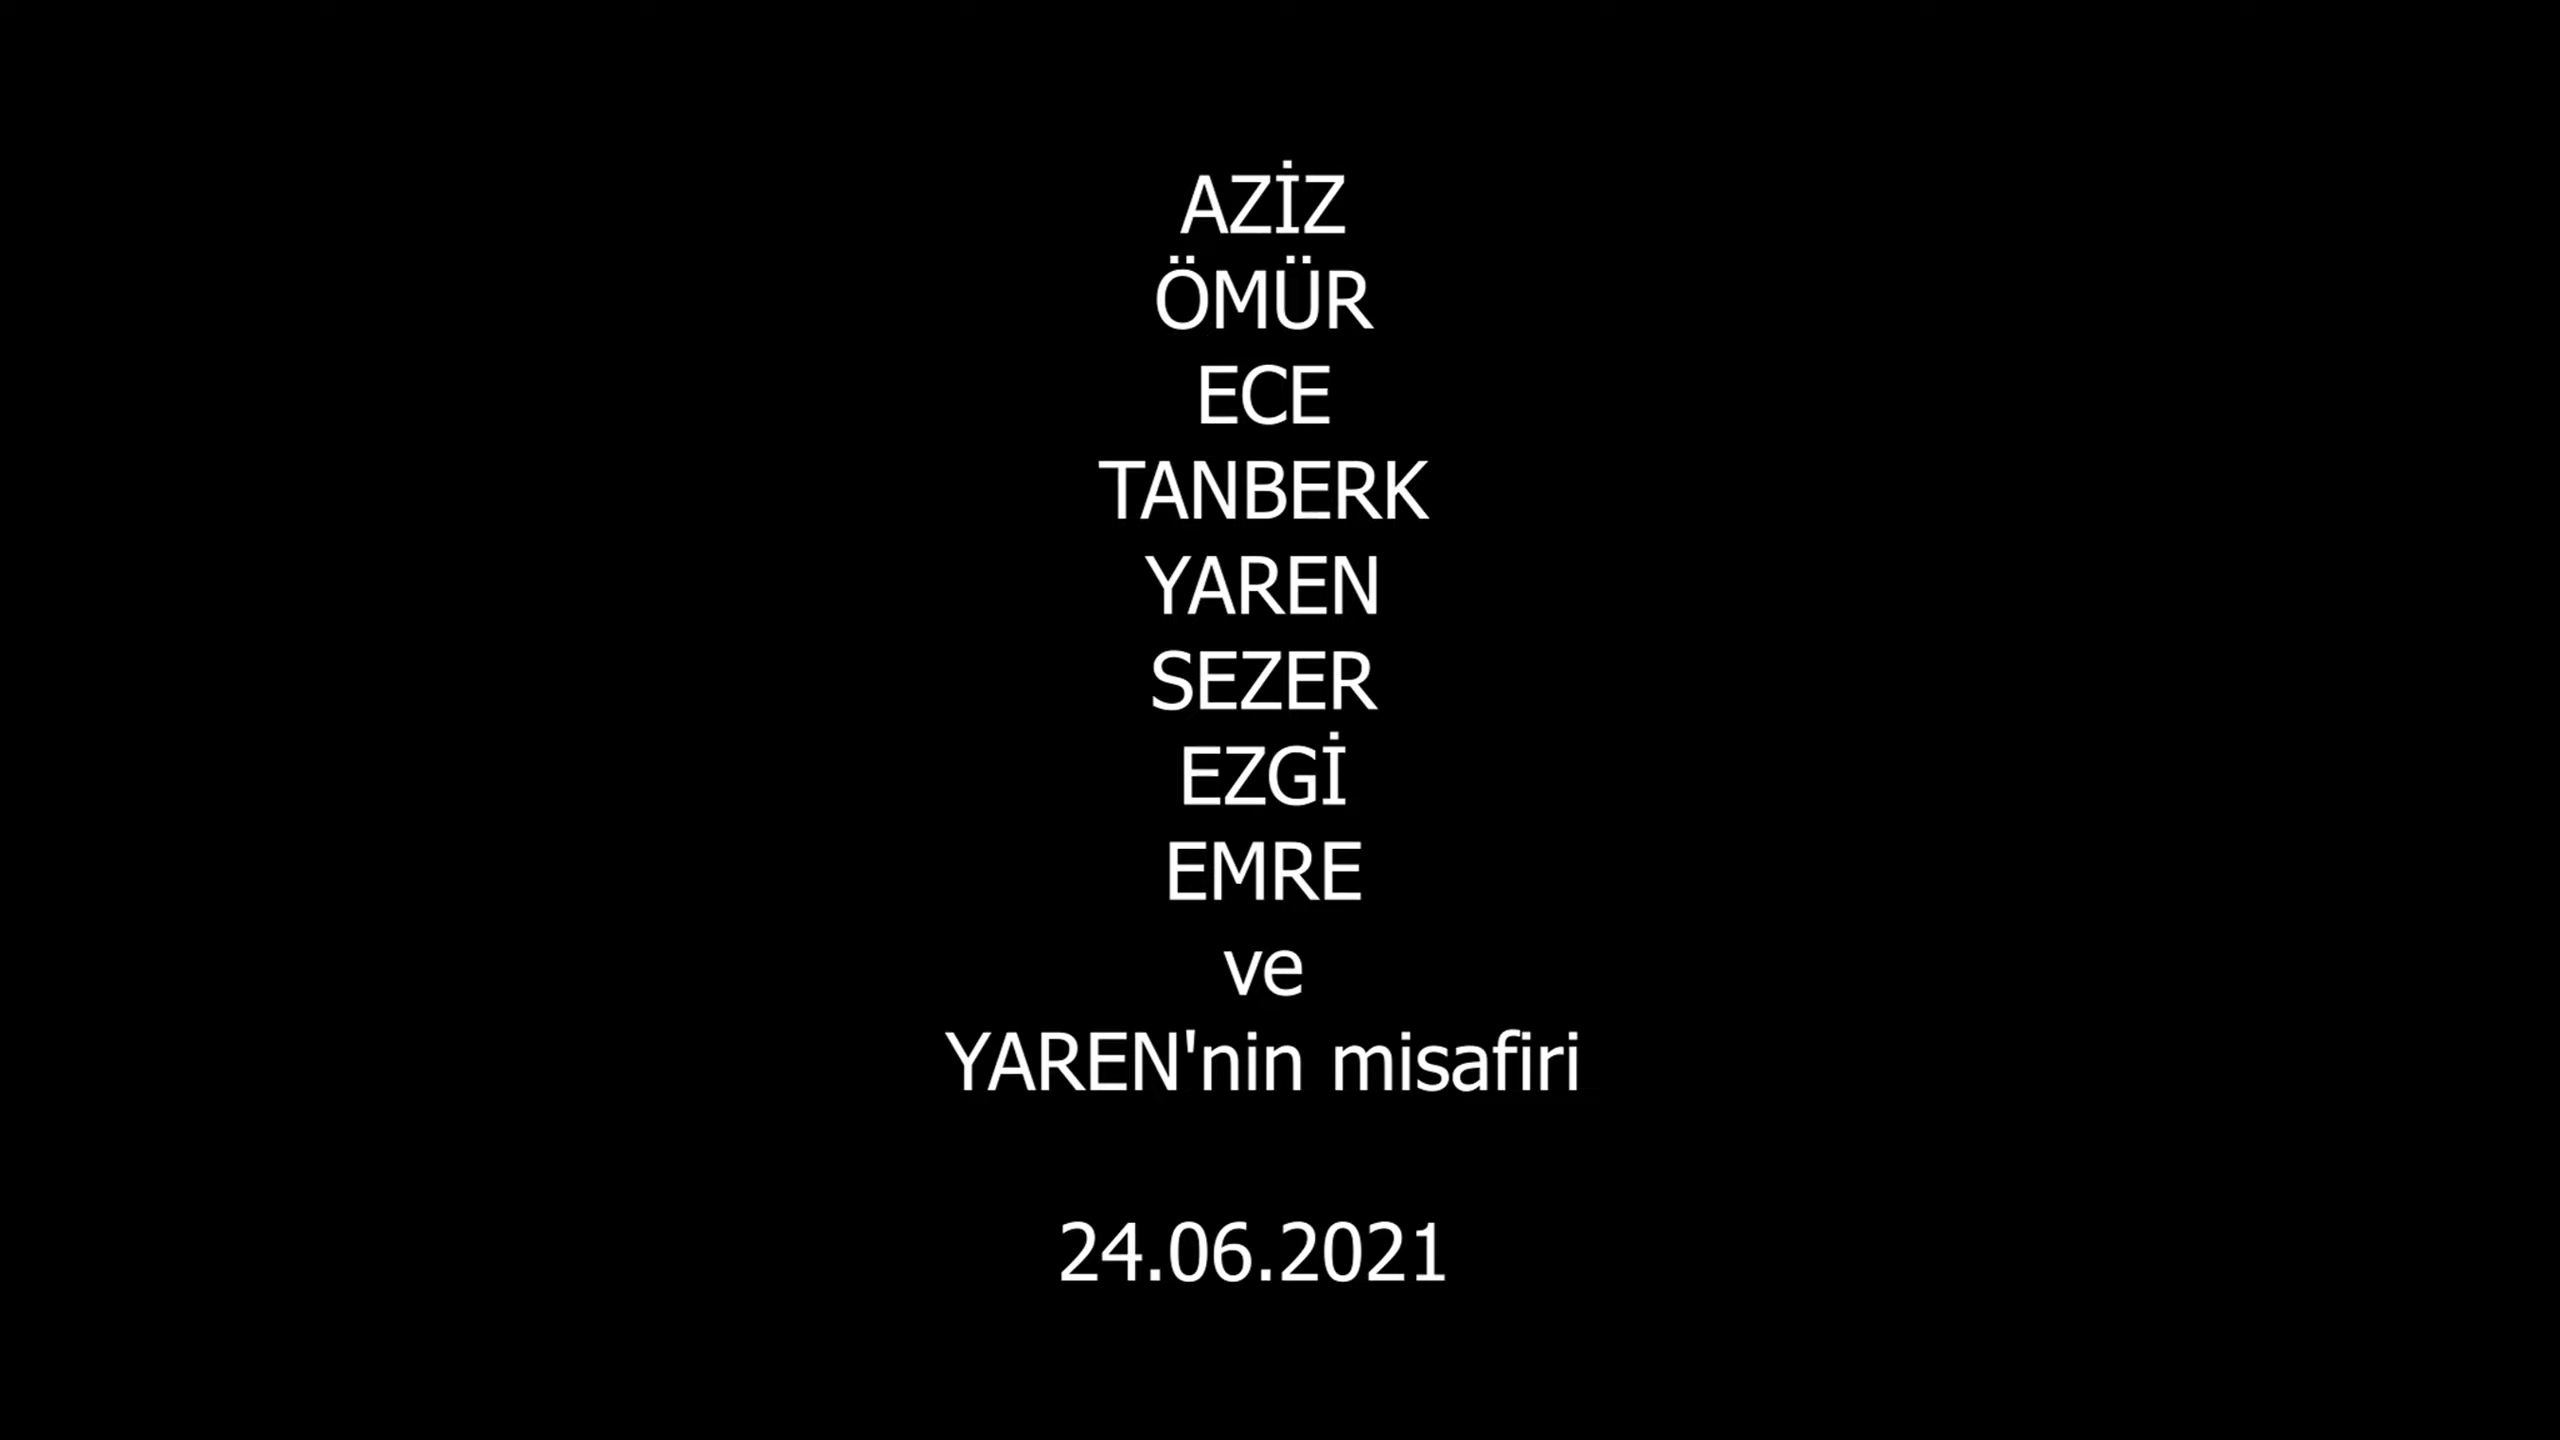 AZİZ
ÖMÜR
ECE
TANBERK
YAREN
SEZER
EZGİ
EMRE
ve
YAREN'nin misafiri
24.06.2021